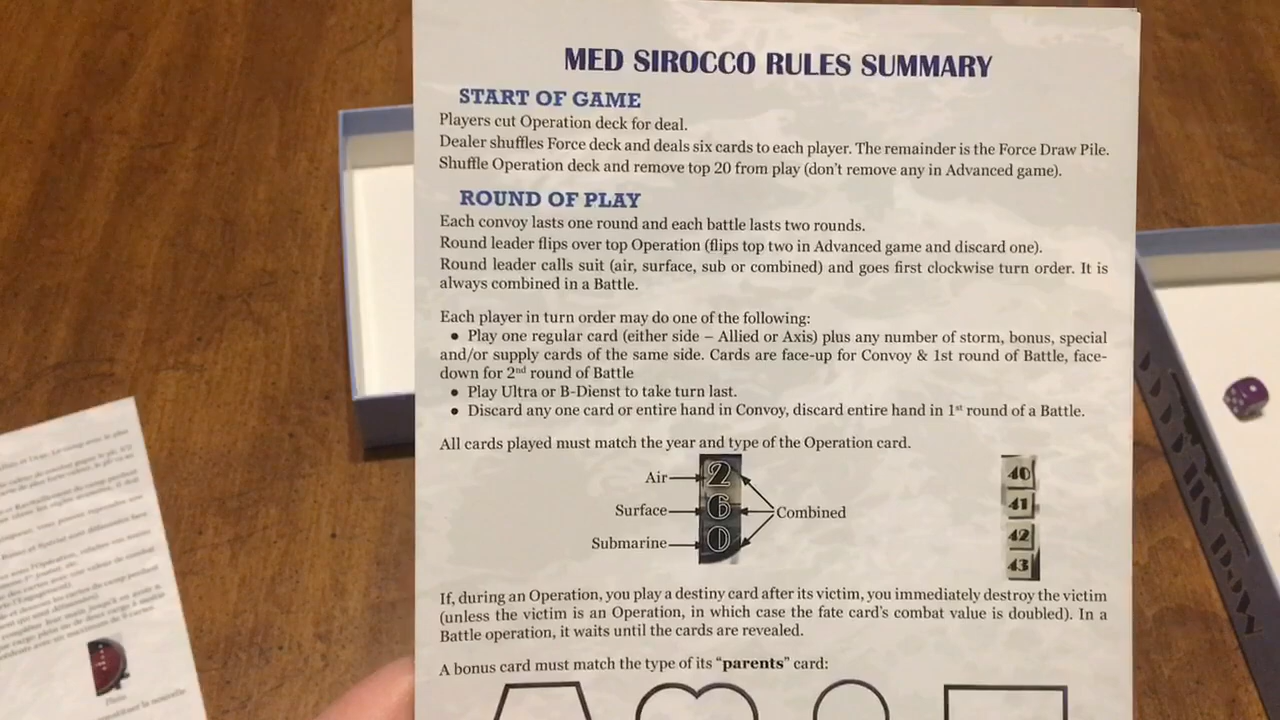 MED SIROCCO RULES SUMMARY
START OF GAME
Players cut Operation deck for deal.
Dealer shuffles Force deck and deals six cards to each player. The remainder is the Force Draw Pile.
Shuffle Operation deck and remove top 20 from play (don't remove any in Advanced game).
ROUND OF PLAY
Each convoy lasts one round and each battle lasts two rounds.
Round leader flips over top Operation (flips top two in Advanced game and discard one).
Round leader calls suit (air, surface, sub or combined) and goes first clockwise turn order. It is
always combined in a Battle.
Each player in turn order may do one of the following:
• Play one regular card (either side – Allied or Axis) plus any number of storm, bonus, special
and/or supply cards of the same side. Cards are face-up for Convoy & 1st round of Battle, face-
down for 2nd round of Battle
• Play Ultra or B-Dienst to take turn last.
• Discard any one card or entire hand in Convoy, discard entire hand in 1st round of a Battle.
All cards played must match the year and type of the Operation card.
Air 2
Surface 6 Combined
Submarine 0
40
41
42
43
If, during an Operation, you play a destiny card after its victim, you immediately destroy the victim
(unless the victim is an Operation, in which case the fate card's combat value is doubled). In a
Battle operation, it waits until the cards are revealed.
A bonus card must match the type of its "parents" card: